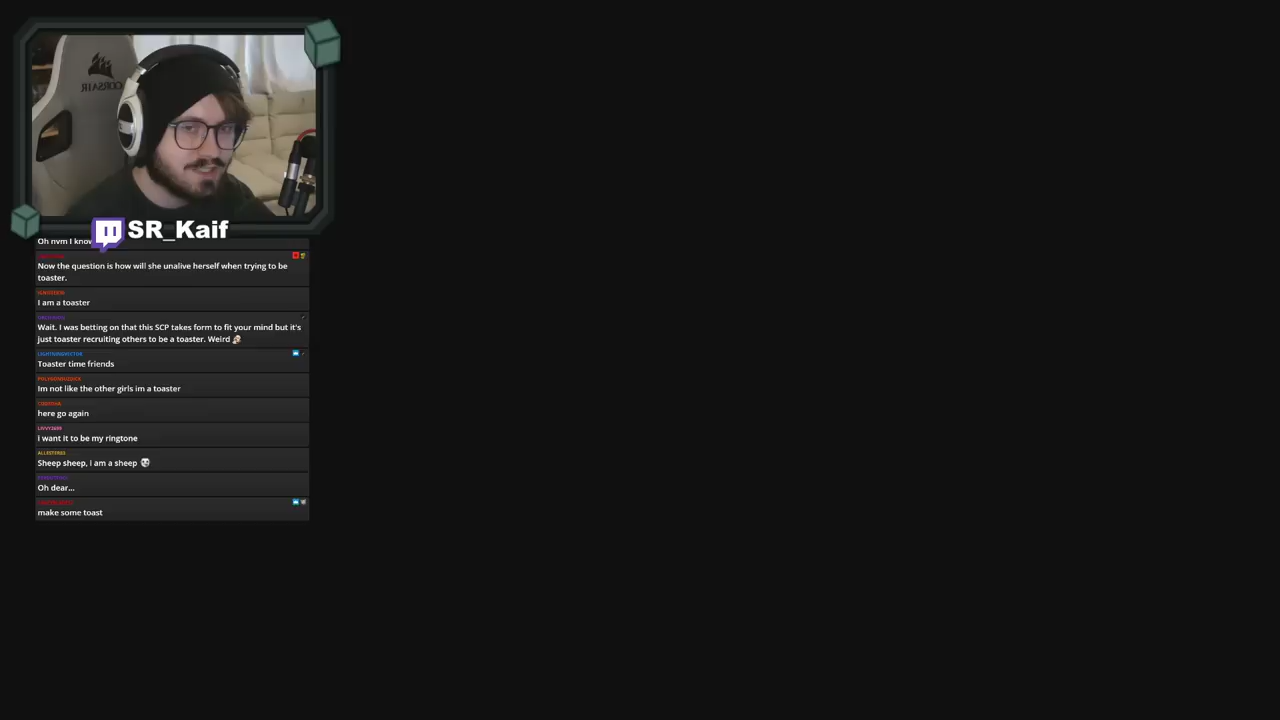 CORSAIR
SR_Kaif
Oh nvm I know
Now the question is how will she unalive herself when trying to be
toaster.
I am a toaster
Wait. I was betting on that this SCP takes form to fit your mind but it's
just toaster recruiting others to be a toaster. Weird
LIGHTNINGVICTOR
Toaster time friends
Im not like the other girls im a toaster
here go again
i want it to be my ringtone
Sheep sheep, I am a sheep
Oh dear...
make some toast